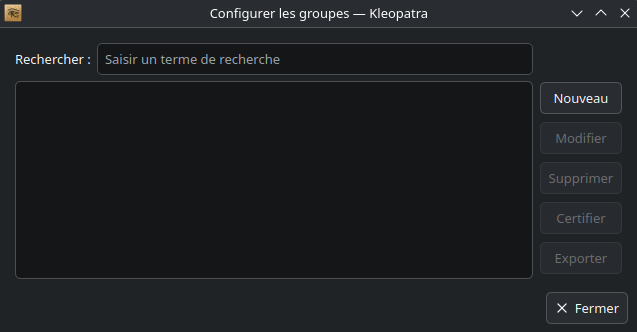 Configurer les groupes — Kleopatra
Rechercher :
Saisir un terme de recherche
Nouveau
Modifier
Supprimer
Certifier
Exporter
Fermer